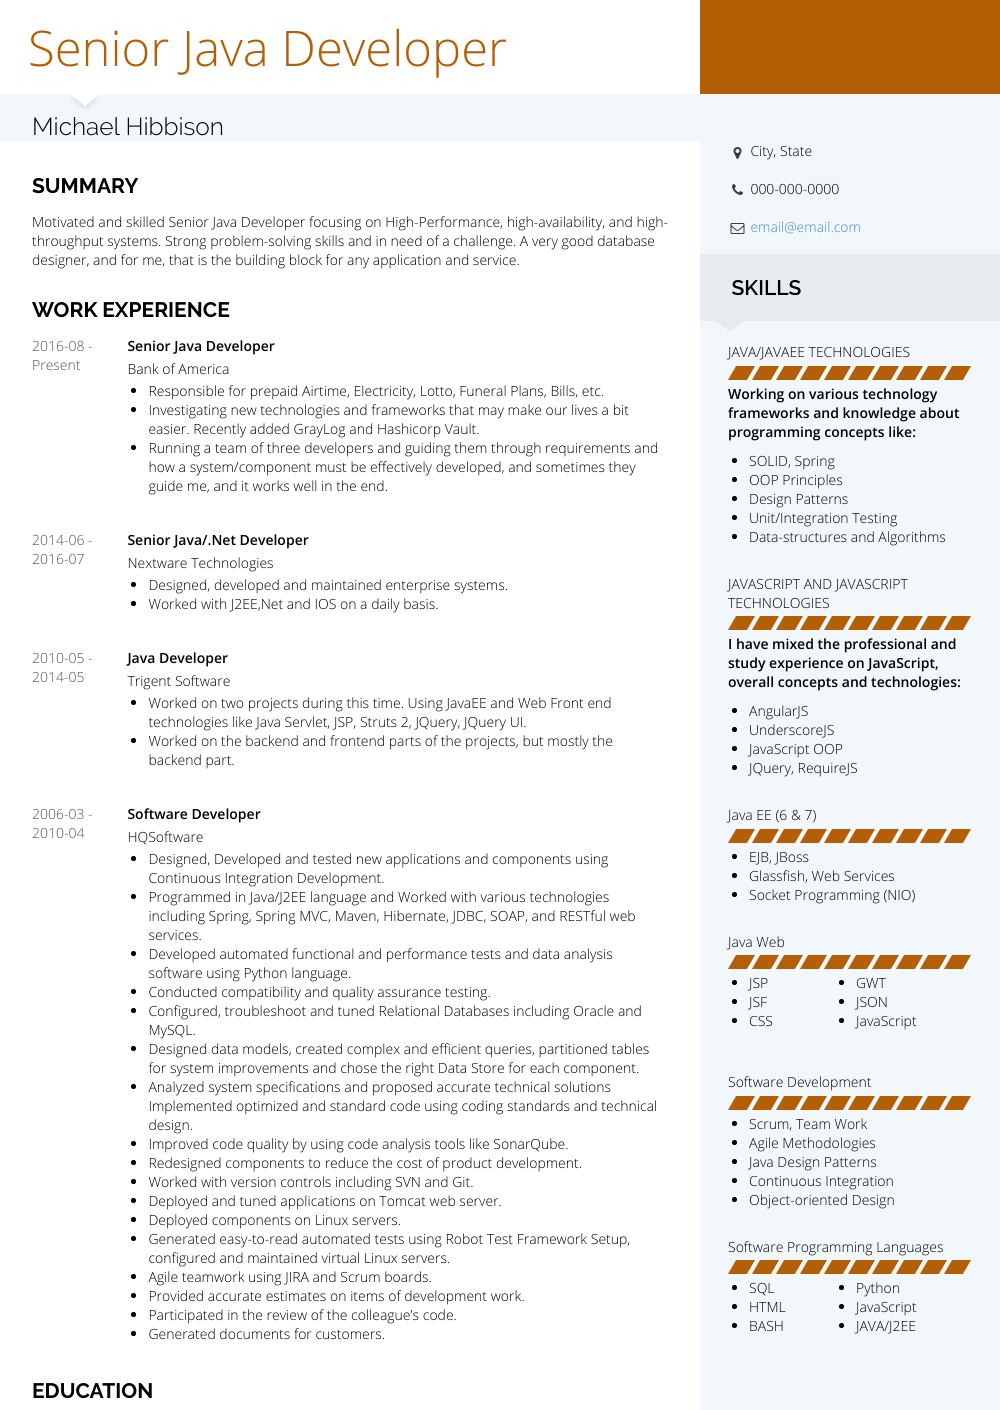 Senior Java Developer
Michael Hibbison
SUMMARY
Motivated and skilled Senior Java Developer focusing on High-Performance, high-availability, and high-
throughput systems. Strong problem-solving skills and in need of a challenge. A very good database
designer, and for me, that is the building block for any application and service.
WORK EXPERIENCE
2016-08 -
Present
Senior Java Developer
Bank of America
• Responsible for prepaid Airtime, Electricity, Lotto, Funeral Plans, Bills, etc.
• Investigating new technologies and frameworks that may make our lives a bit
easier. Recently added GrayLog and Hashicorp Vault.
• Running a team of three developers and guiding them through requirements and
how a system/component must be effectively developed, and sometimes they
guide me, and it works well in the end.
2014-06 -
2016-07
Senior Java/.Net Developer
Nextware Technologies
• Designed, developed and maintained enterprise systems.
• Worked with J2EE,Net and IOS on a daily basis.
2010-05 -
2014-05
Java Developer
Trigent Software
• Worked on two projects during this time. Using JavaEE and Web Front end
technologies like Java Servlet, JSP, Struts 2, JQuery, JQuery UI.
• Worked on the backend and frontend parts of the projects, but mostly the
backend part.
2006-03 -
2010-04
Software Developer
HQSoftware
• Designed, Developed and tested new applications and components using
Continuous Integration Development.
• Programmed in Java/J2EE language and Worked with various technologies
including Spring, Spring MVC, Maven, Hibernate, JDBC, SOAP, and RESTful web
services.
• Developed automated functional and performance tests and data analysis
software using Python language.
• Conducted compatibility and quality assurance testing.
• Configured, troubleshoot and tuned Relational Databases including Oracle and
MySQL.
• Designed data models, created complex and efficient queries, partitioned tables
for system improvements and chose the right Data Store for each component.
• Analyzed system specifications and proposed accurate technical solutions
Implemented optimized and standard code using coding standards and technical
design.
• Improved code quality by using code analysis tools like SonarQube.
• Redesigned components to reduce the cost of product development.
• Worked with version controls including SVN and Git.
• Deployed and tuned applications on Tomcat web server.
• Deployed components on Linux servers.
• Generated easy-to-read automated tests using Robot Test Framework Setup,
configured and maintained virtual Linux servers.
• Agile teamwork using JIRA and Scrum boards.
• Provided accurate estimates on items of development work.
• Participated in the review of the colleague's code.
• Generated documents for customers.
EDUCATION
City, State
000-000-0000
email@email.com
SKILLS
JAVA/JAVAEE TECHNOLOGIES
Working on various technology
frameworks and knowledge about
programming concepts like:
• SOLID, Spring
• OOP Principles
• Design Patterns
• Unit/Integration Testing
• Data-structures and Algorithms
JAVASCRIPT AND JAVASCRIPT
TECHNOLOGIES
I have mixed the professional and
study experience on JavaScript,
overall concepts and technologies:
• AngularJS
• UnderscoreJS
• JavaScript OOP
• JQuery, RequireJS
Java EE (6 & 7)
• EJB, JBoss
• Glassfish, Web Services
• Socket Programming (NIO)
Java Web
• JSP
• JSF
• CSS
• GWT
• JSON
• JavaScript
Software Development
• Scrum, Team Work
• Agile Methodologies
• Java Design Patterns
• Continuous Integration
• Object-oriented Design
Software Programming Languages
• SQL
• HTML
• BASH
• Python
• JavaScript
• JAVA/J2EE